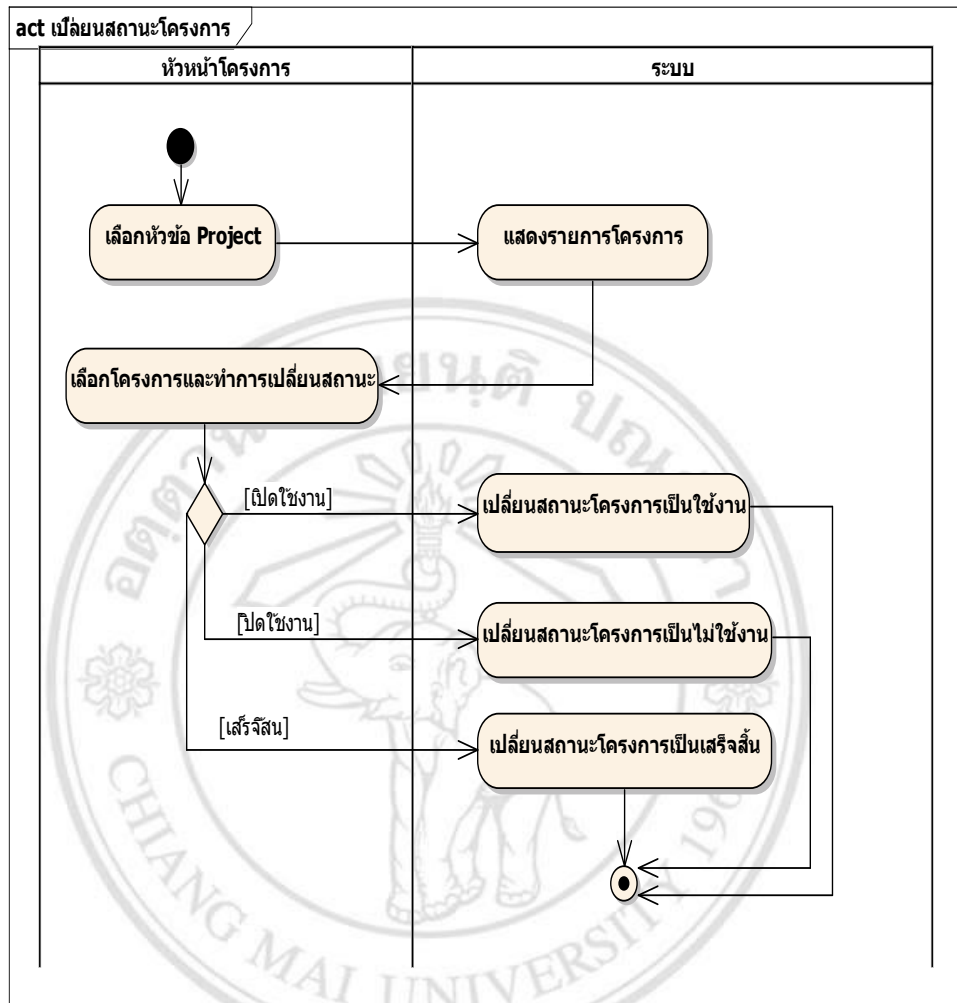 act เปลี่ยนสถานะโครงการ
หัวหน้าโครงการ
ระบบ
เลือกหัวข้อ Project
แสดงรายการโครงการ
เลือกโครงการและทำการเปลี่ยนสถานะ
[เปิดใช้งาน]
เปลี่ยนสถานะโครงการเป็นใช้งาน
[ปิดใช้งาน]
เปลี่ยนสถานะโครงการเป็นไม่ใช้งาน
[เสร็จสิ้น]
เปลี่ยนสถานะโครงการเป็นเสร็จสิ้น
CHIANG MAI UNIVERSITY 196